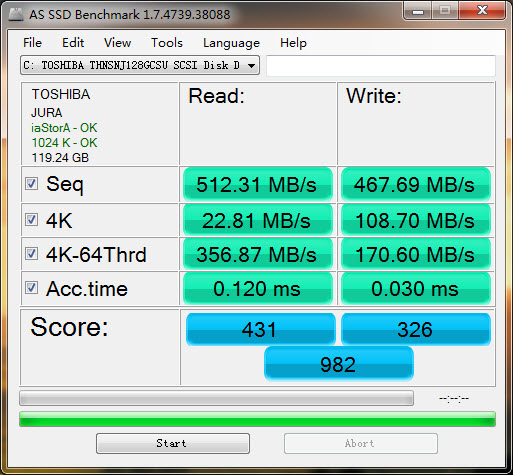 AS SSD Benchmark 1.7.4739.38088
File Edit View Tools Language Help
C: TOSHIBA THNSNJ128GCSU SCSI Disk D
TOSHIBA
JURA
iaStorA - OK
1024 K - OK
119.24 GB
Read: Write:
Seq 512.31 MB/s 467.69 MB/s
4K 22.81 MB/s 108.70 MB/s
4K-64Thrd 356.87 MB/s 170.60 MB/s
Acc.time 0.120 ms 0.030 ms
Score: 431 326
982
--:--:--
Start Abort